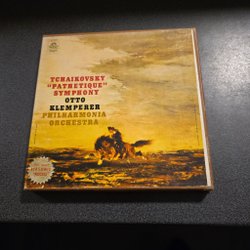 TCHAIKOVSKY
"PATHETIQUE"
SYMPHONY
OTTO
KLEMPERER
PHILHARMONIA
ORCHESTRA